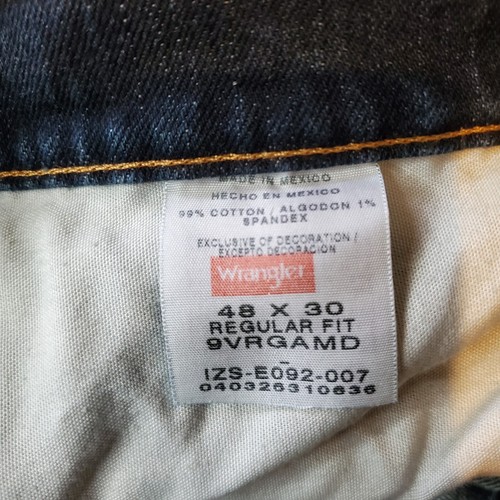 MADE IN MEXICO
HECHO EN MEXICO
99% COTTON / ALGODON 1%
SPANDEX
EXCLUSIVE OF DECORATION /
EXCEPTO DECORACION
Wrangler
48 X 30
REGULAR FIT
9VRGAMD
IZS-E092-007
040326310636